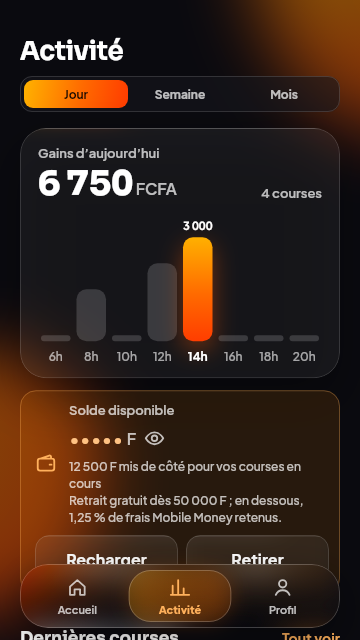 Activité
Jour Semaine Mois
Gains d’aujourd’hui
6 750 FCFA
4 courses
3 000
6h 8h 10h 12h 14h 16h 18h 20h
Solde disponible
••••• F
12 500 F mis de côté pour vos courses en
cours
Retrait gratuit dès 50 000 F ; en dessous,
1,25 % de frais Mobile Money retenus.
Recharger Retirer
Accueil Activité Profil
Dernières courses Tout voir